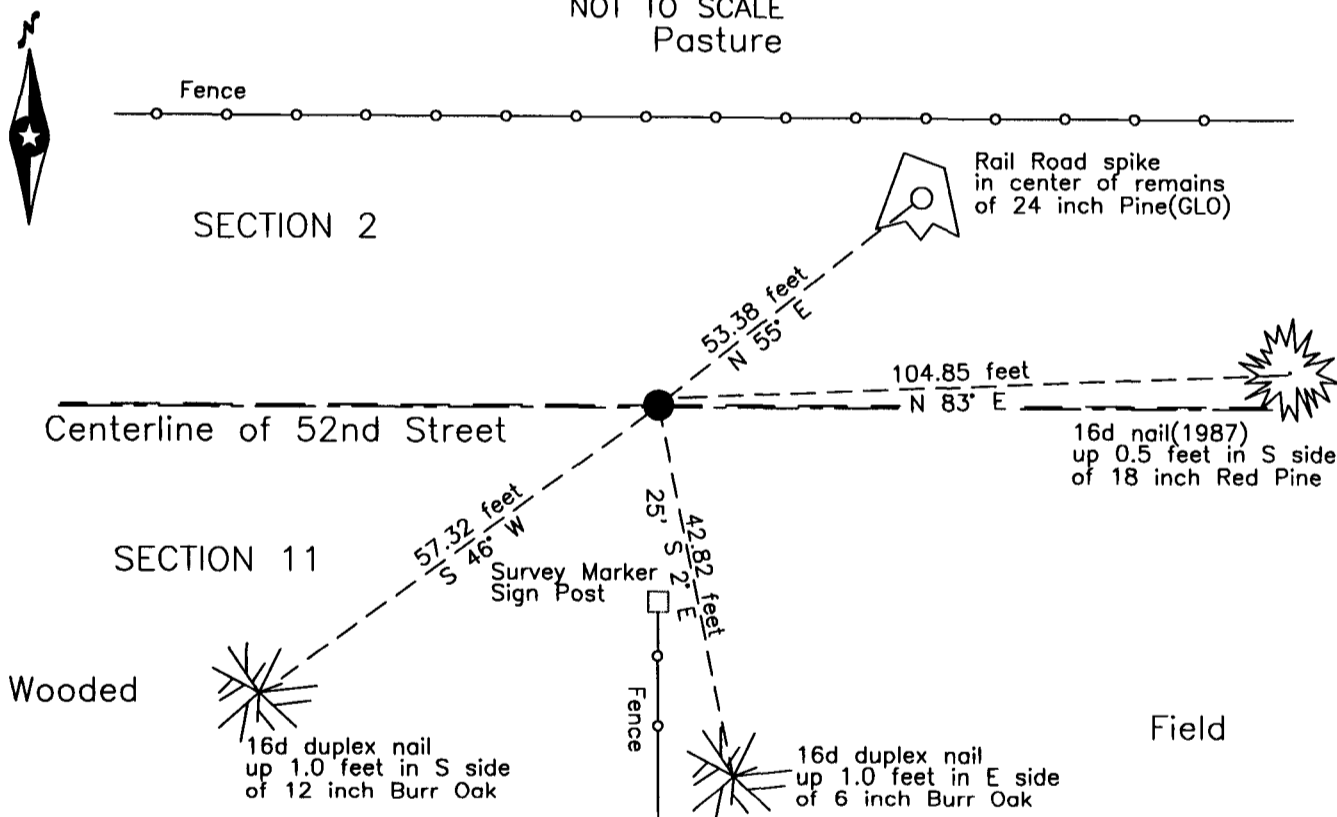 NOT TO SCALE
Pasture
N
Fence
Rail Road spike
in center of remains
of 24 inch Pine(GLO)
SECTION 2
53.38 feet
N 55° E
104.85 feet
N 83° E
Centerline of 52nd Street
16d nail(1987)
up 0.5 feet in S side
of 18 inch Red Pine
57.32 feet
S 46° W
25'
42.82 feet
S 2° E
SECTION 11
Survey Marker
Sign Post
Wooded
Fence
Field
16d duplex nail
up 1.0 feet in S side
of 12 inch Burr Oak
16d duplex nail
up 1.0 feet in E side
of 6 inch Burr Oak